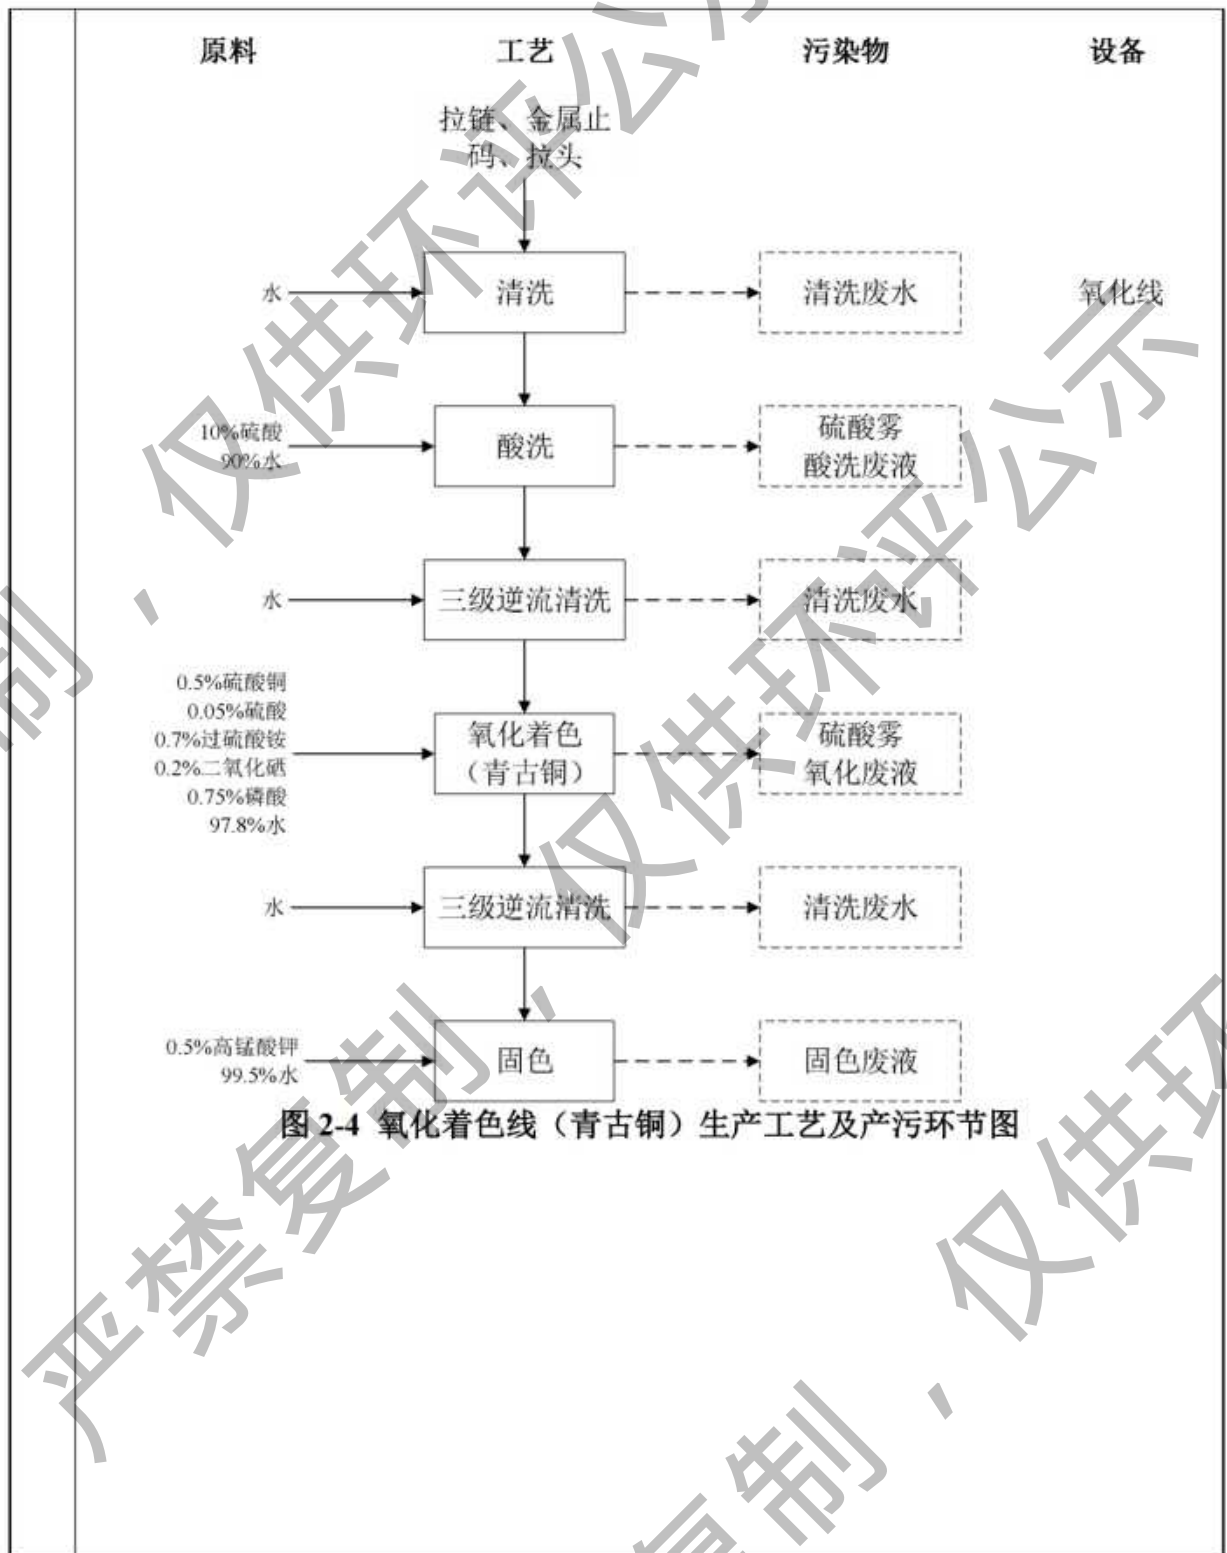 原料 工艺 污染物 设备
拉链、金属止
码、拉头
水 清洗 清洗废水 氧化线
10%硫酸
90%水
酸洗
硫酸雾
酸洗废液
水 三级逆流清洗 清洗废水
0.5%硫酸铜
0.05%硫酸
0.7%过硫酸铵
0.2%二氧化硒
0.75%磷酸
97.8%水
氧化着色
（青古铜）
硫酸雾
氧化废液
水 三级逆流清洗 清洗废水
0.5%高锰酸钾
99.5%水
固色
固色废液
图 2-4 氧化着色线（青古铜）生产工艺及产污环节图
严禁复制，仅供环评公示
制，仅供环评公示
复制，仅供环